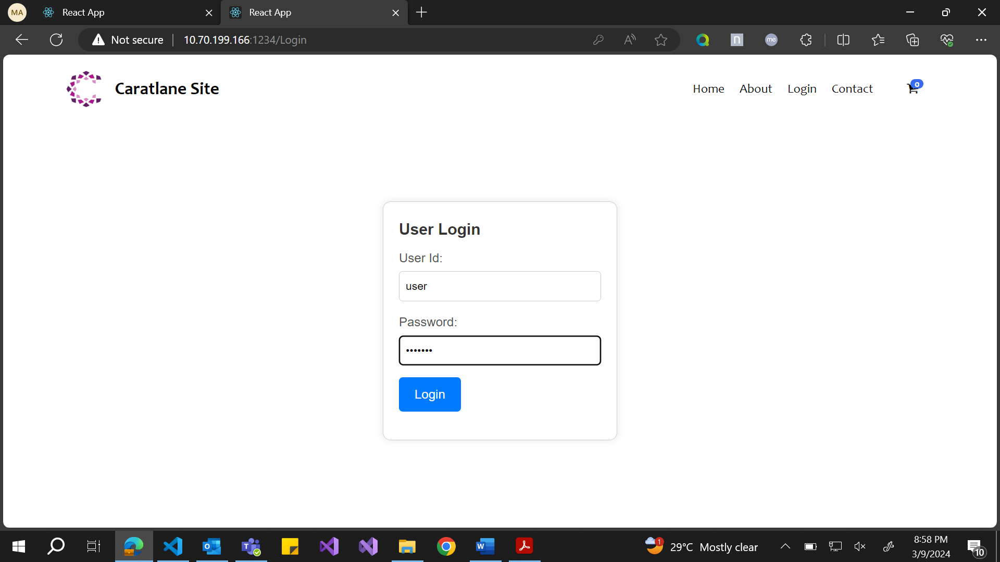 MA
React App
React App
Not secure
10.70.199.166:1234/Login
n
me
Caratlane Site
Home
About
Login
Contact
0
User Login
User Id:
user
Password:
•••••••
Login
O
T
W
1
29°C Mostly clear
8:58 PM
3/9/2024
10